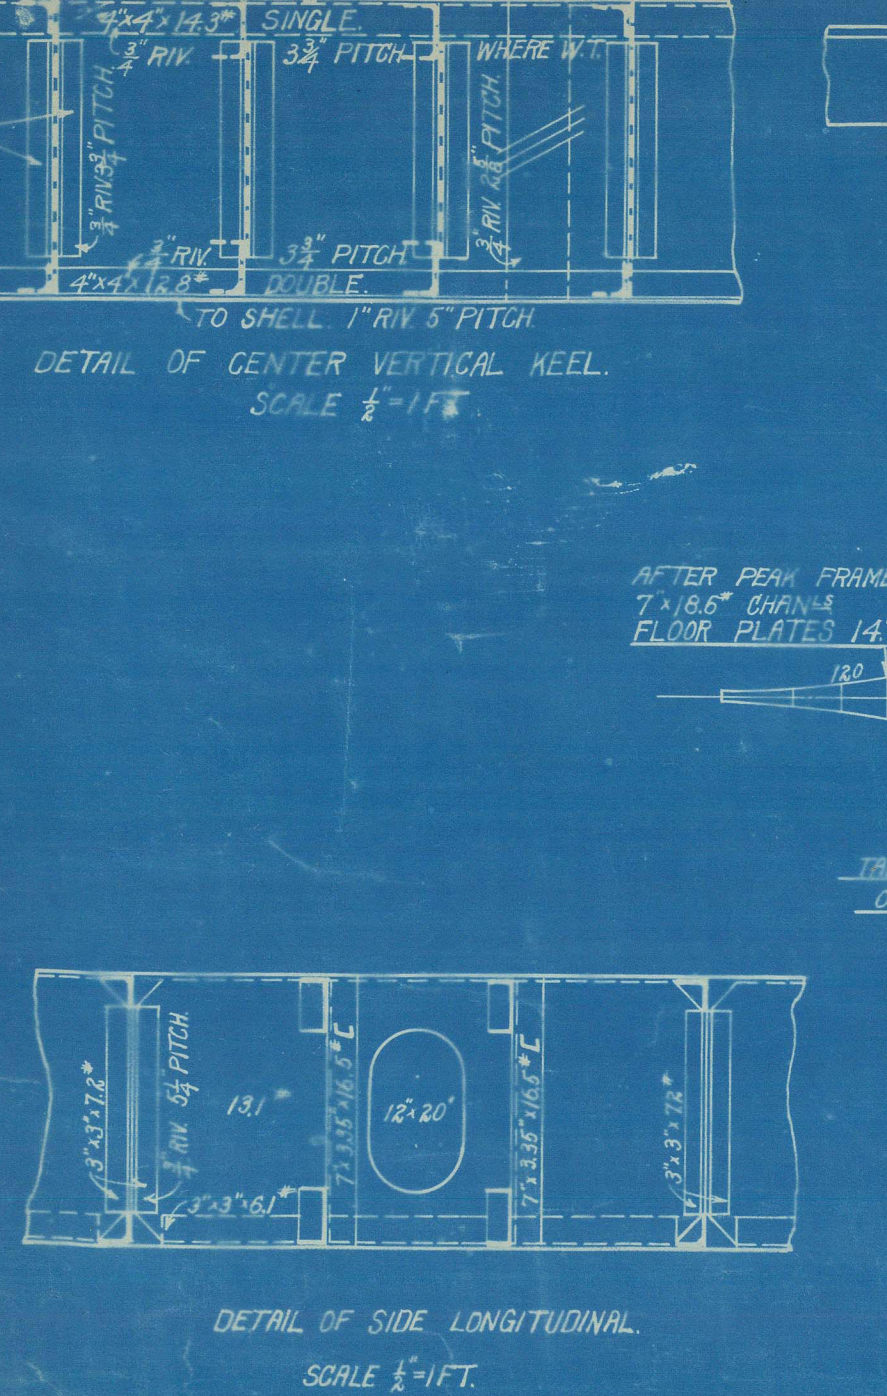 4"x4"x14.3# SINGLE.
3/4" RIV. 3 3/4" PITCH WHERE W.T.
3/4" RIV. 3 3/4" PITCH.
3/4" RIV 2 5/8" PITCH.
3/4" RIV. 3 3/4" PITCH
4"x4"x12.8# DOUBLE.
TO SHELL. 1" RIV. 5" PITCH.
DETAIL OF CENTER VERTICAL KEEL.
SCALE 1/2"=1FT.
AFTER PEAK FRAME
7"x18.6# CHANLS
FLOOR PLATES 14.
120
3"x3"x7.2#
3/4" RIV. 5 1/4" PITCH.
13.1#
7"x3.35"x16.5#[
12"x20"
7"x3.35"x16.5#[
3"x3"x7.2#
3"x3"x6.1#
DETAIL OF SIDE LONGITUDINAL.
SCALE 1/2"=1FT.